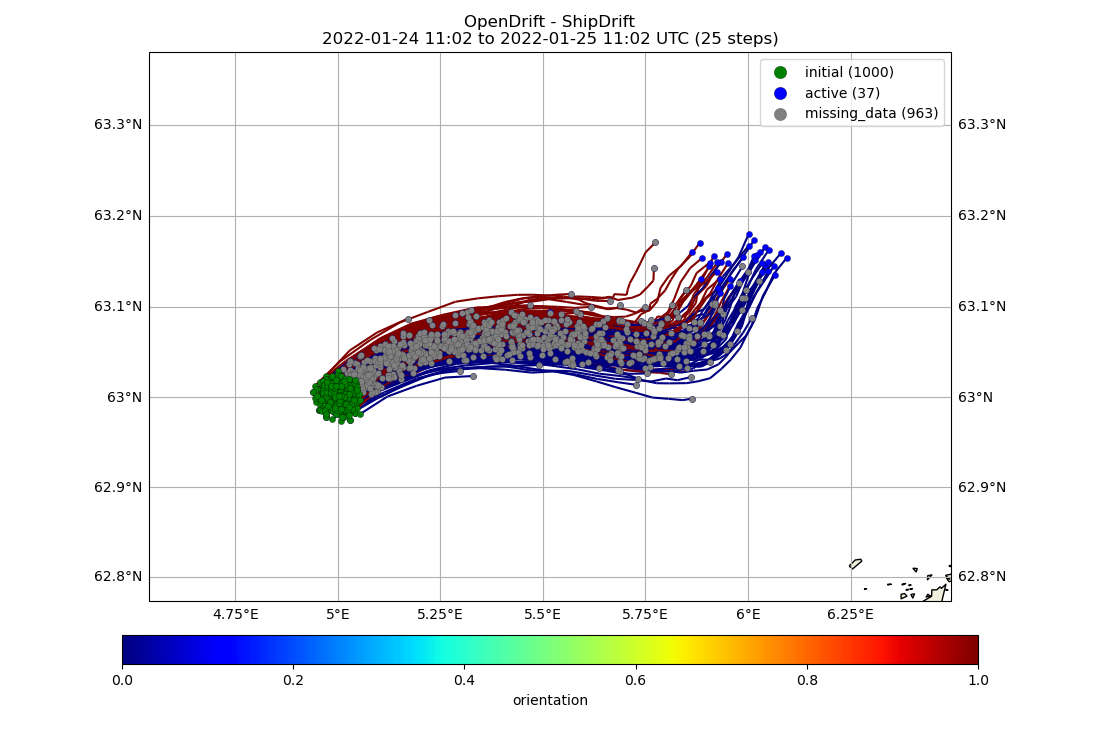 OpenDrift - ShipDrift
2022-01-24 11:02 to 2022-01-25 11:02 UTC (25 steps)
initial (1000)
active (37)
missing_data (963)
63.3°N 63.3°N
63.2°N 63.2°N
63.1°N 63.1°N
63°N 63°N
62.9°N 62.9°N
62.8°N 62.8°N
4.75°E 5°E 5.25°E 5.5°E 5.75°E 6°E 6.25°E
0.0 0.2 0.4 0.6 0.8 1.0
orientation